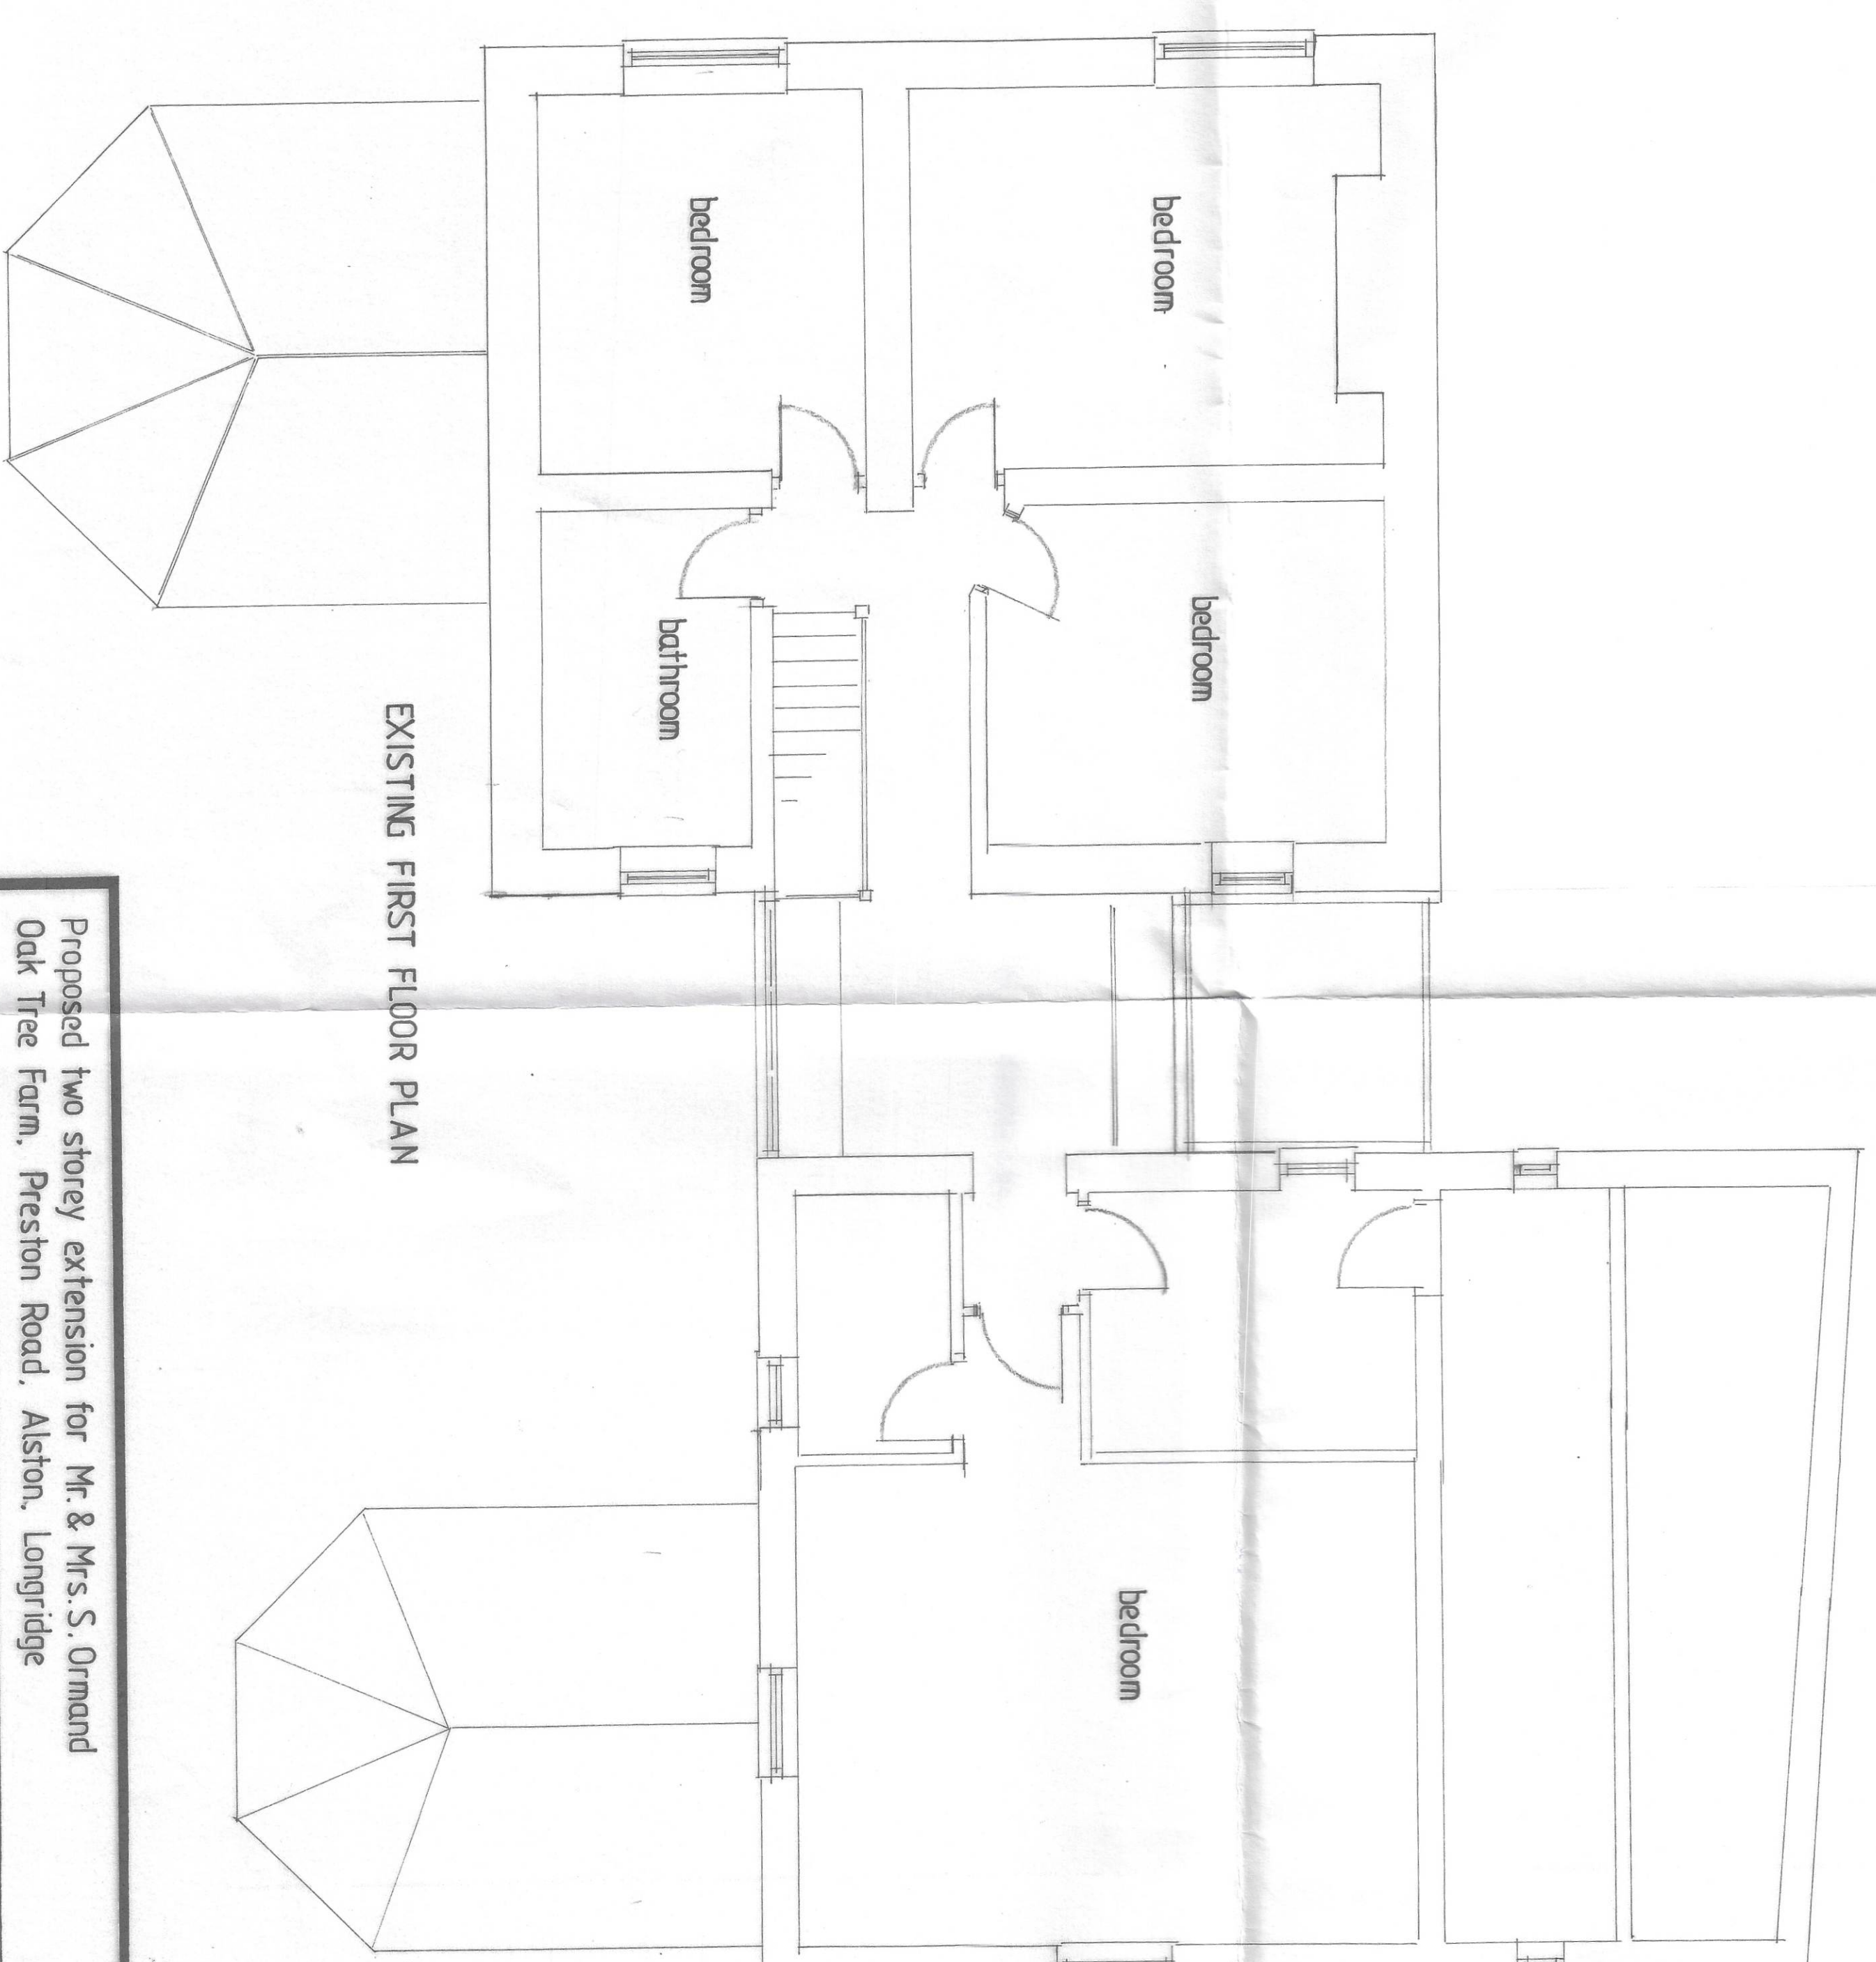 bedroom
bedroom
bedroom
bathroom
bedroom
EXISTING FIRST FLOOR PLAN
Proposed two storey extension for Mr. & Mrs. S. Ormand
Oak Tree Farm, Preston Road, Alston, Longridge